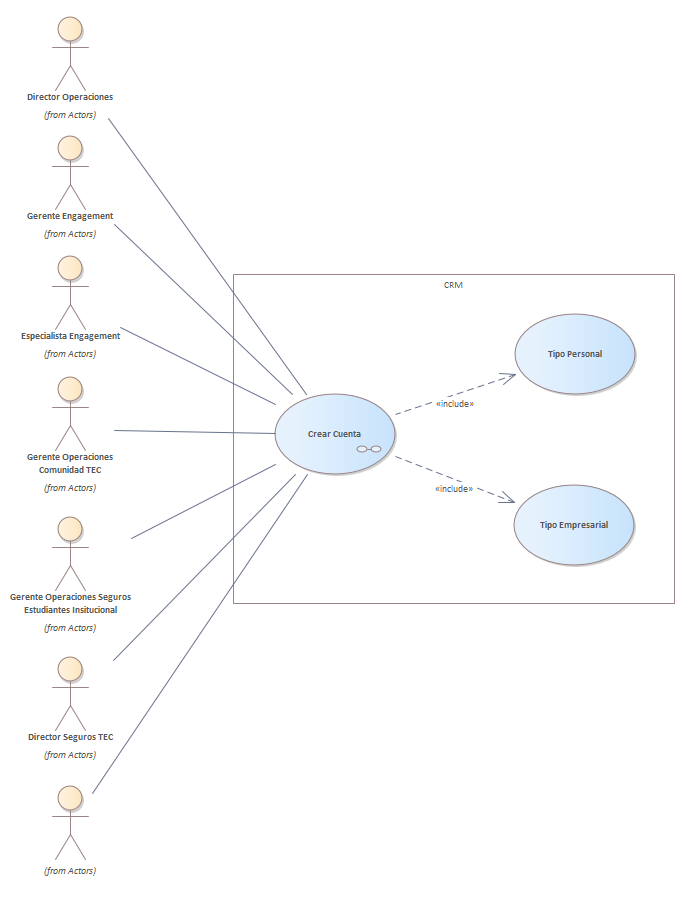 Director Operaciones
(from Actors)
Gerente Engagement
(from Actors)
Especialista Engagement
(from Actors)
Gerente Operaciones
Comunidad TEC
(from Actors)
Gerente Operaciones Seguros
Estudiantes Insitucional
(from Actors)
Director Seguros TEC
(from Actors)
(from Actors)
CRM
Crear Cuenta
«include»
«include»
Tipo Personal
Tipo Empresarial